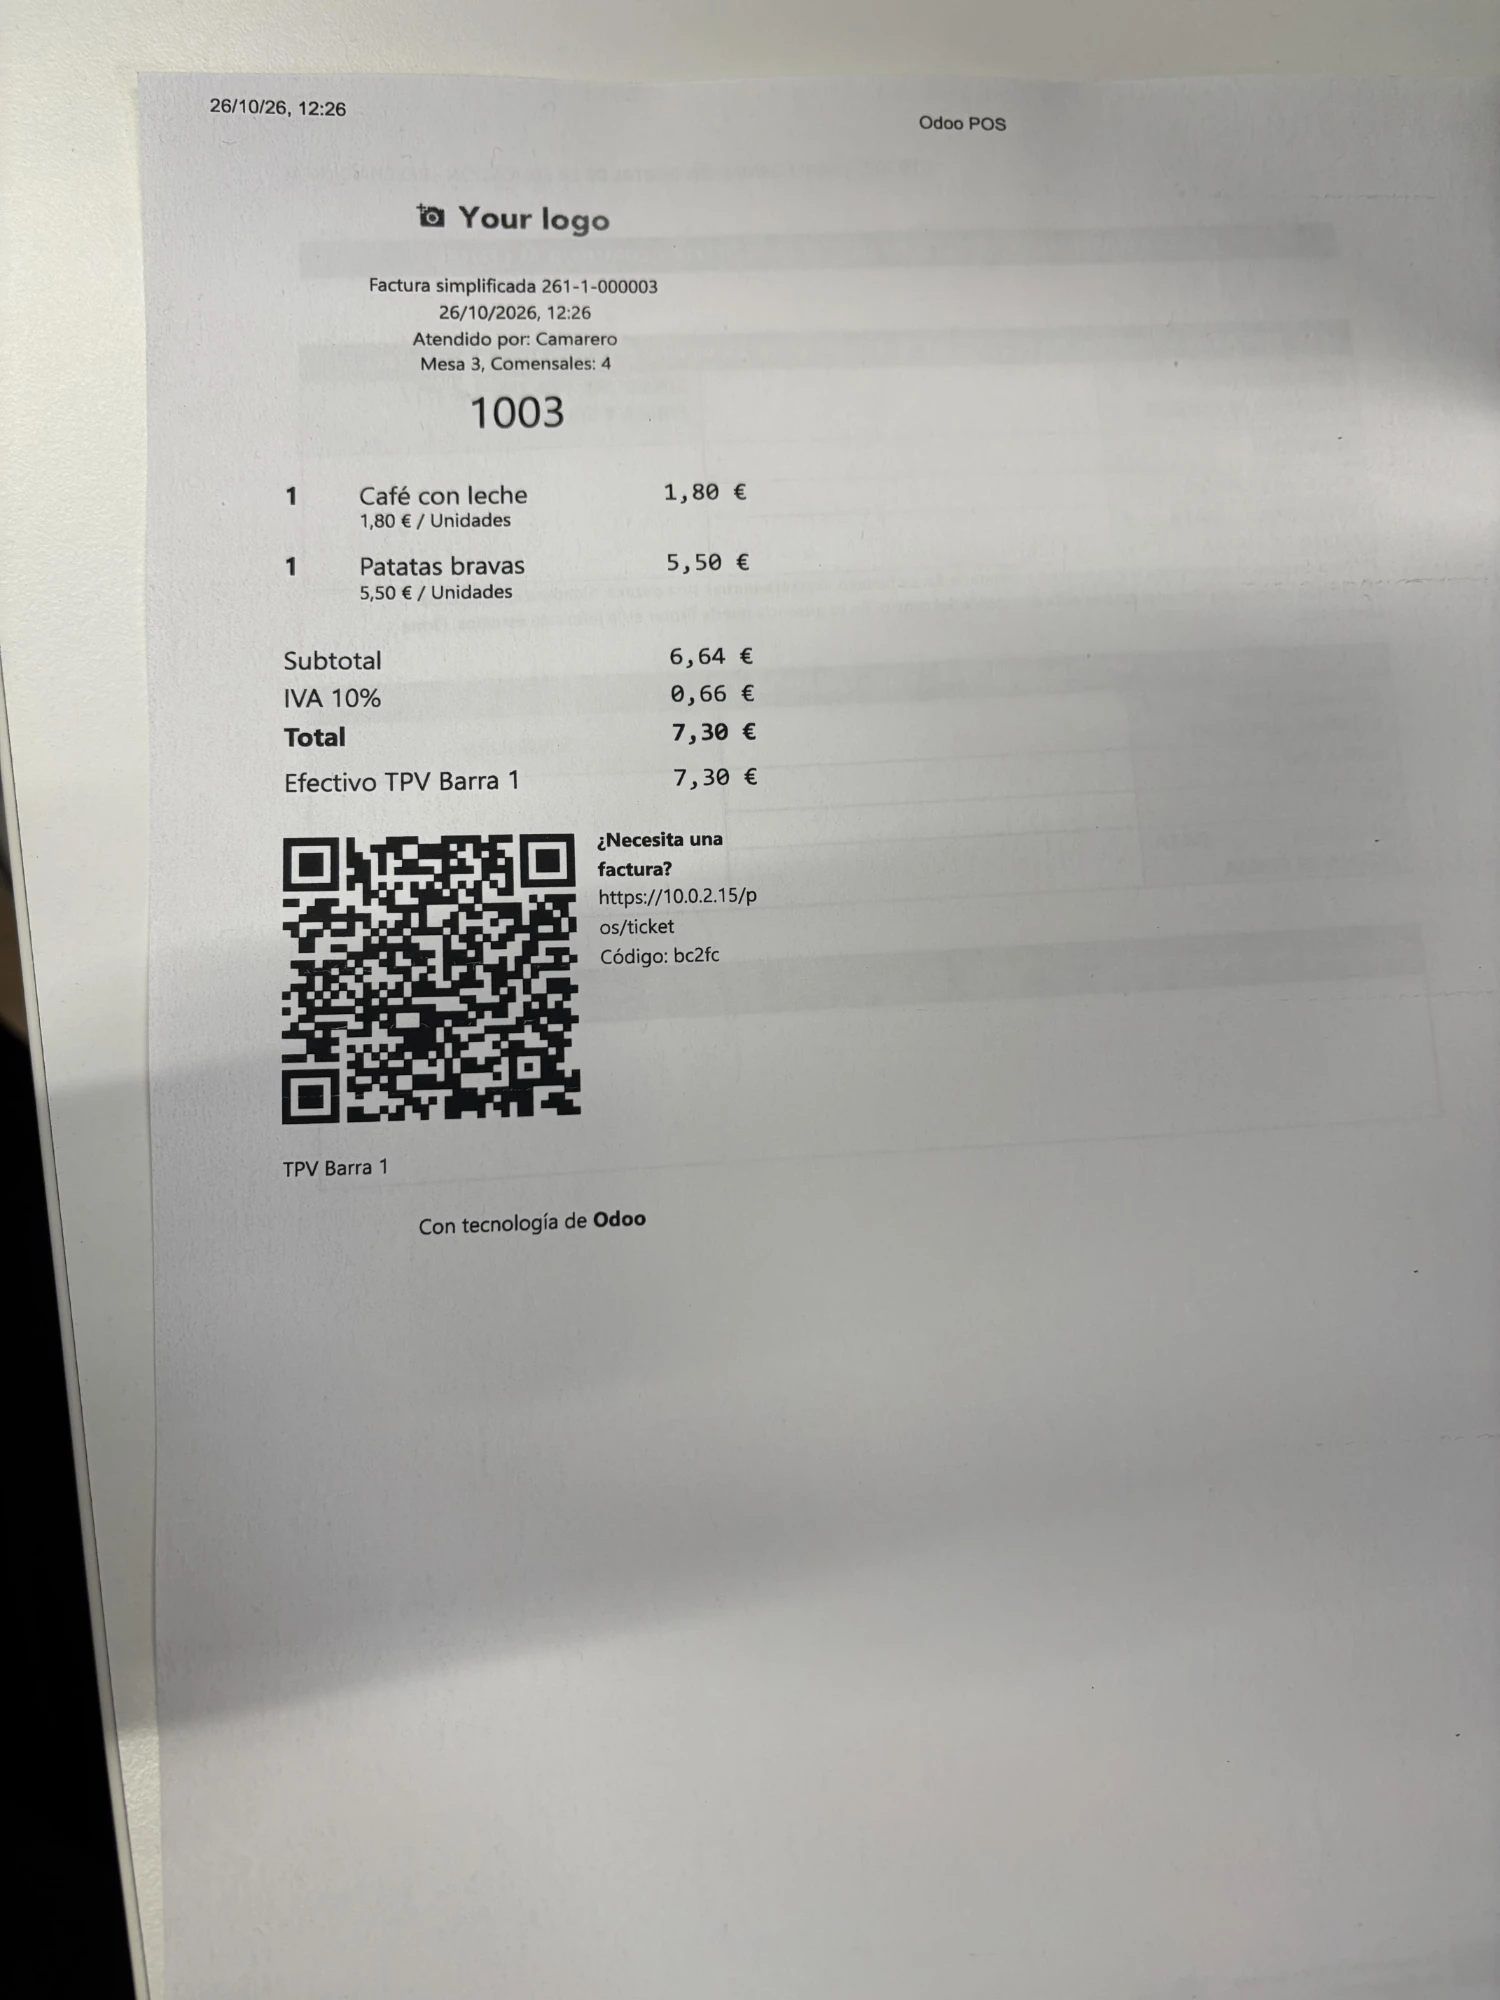 26/10/26, 12:26
Odoo POS
Your logo
Factura simplificada 261-1-000003
26/10/2026, 12:26
Atendido por: Camarero
Mesa 3, Comensales: 4
1003
1 Café con leche 1,80 €
1,80 € / Unidades
1 Patatas bravas 5,50 €
5,50 € / Unidades
Subtotal 6,64 €
IVA 10% 0,66 €
Total 7,30 €
Efectivo TPV Barra 1 7,30 €
¿Necesita una
factura?
https://10.0.2.15/p
os/ticket
Código: bc2fc
TPV Barra 1
Con tecnología de Odoo